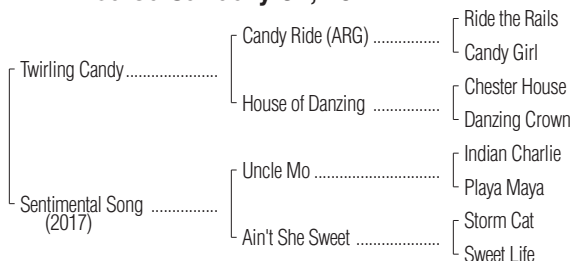 Ride the Rails
Candy Ride (ARG) ................
Candy Girl
Twirling Candy......................
Chester House
House of Danzing ................
Danzing Crown
Indian Charlie
Uncle Mo .......................
Playa Maya
Sentimental Song ................
(2017)
Storm Cat
Ain't She Sweet ....................
Sweet Life